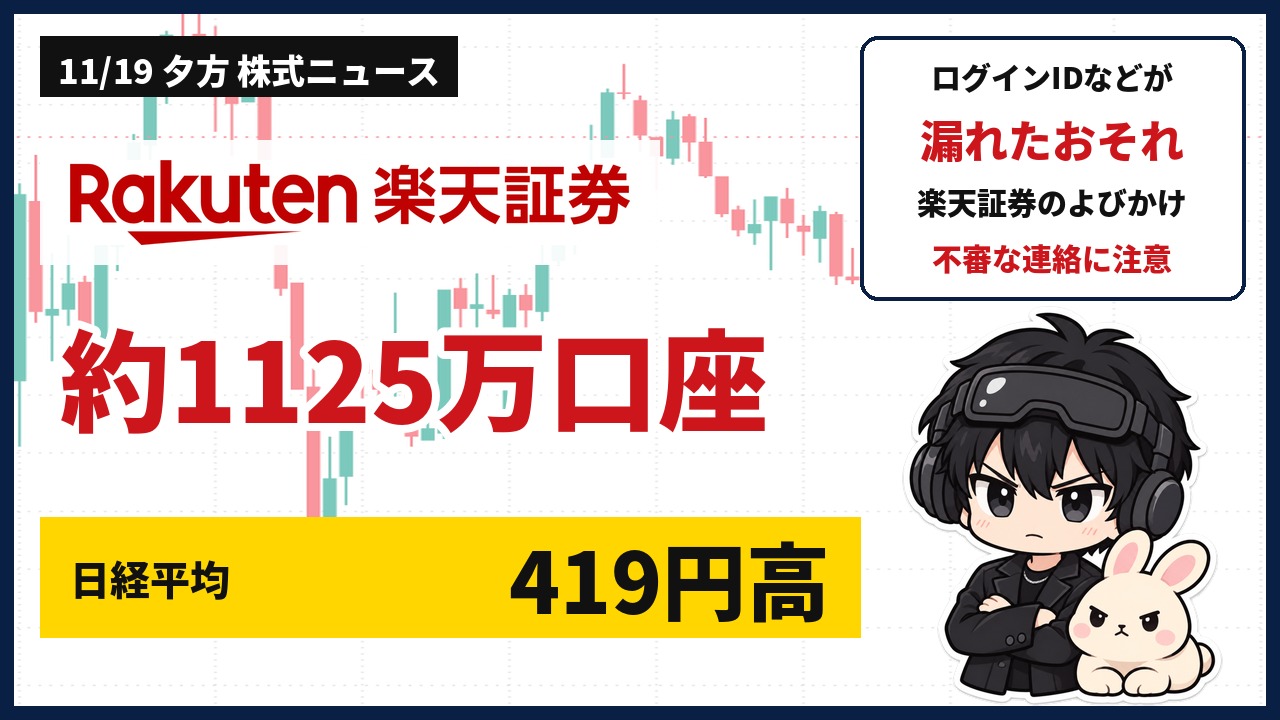 11/19 夕方 株式ニュース
Rakuten 楽天証券
約1125万口座
日経平均
419円高
ログインIDなどが
漏れたおそれ
楽天証券のよびかけ
不審な連絡に注意